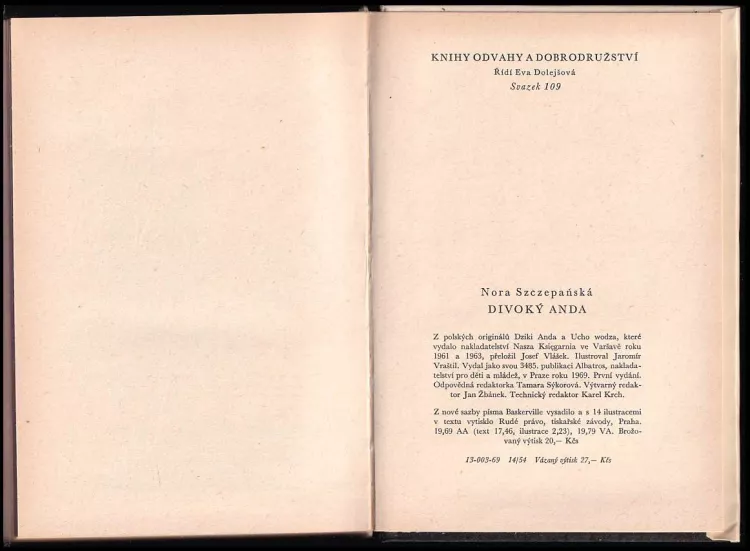 KNIHY ODVAHY A DOBRODRUŽSTVÍ
Řídí Eva Dolejšová
Svazek 109
Nora Szczepańská
DIVOKÝ ANDA
Z polských originálů Dziki Anda a Ucho wodza, které
vydalo nakladatelství Nasza Księgarnia ve Varšavě roku
1961 a 1963, přeložil Josef Vlášek. Ilustroval Jaromír
Vraštil. Vydal jako svou 3485. publikaci Albatros, naklada-
telství pro děti a mládež, v Praze roku 1969. První vydání.
Odpovědná redaktorka Tamara Sýkorová. Výtvarný redak-
tor Jan Žbánek. Technický redaktor Karel Krch.
Z nové sazby písma Baskerville vysadilo a s 14 ilustracemi
v textu vytisklo Rudé právo, tiskařské závody, Praha.
19,69 AA (text 17,46, ilustrace 2,23), 19,79 VA. Brožo-
vaný výtisk 20,— Kčs
13-003-69 14/54 Vázaný výtisk 27,— Kčs